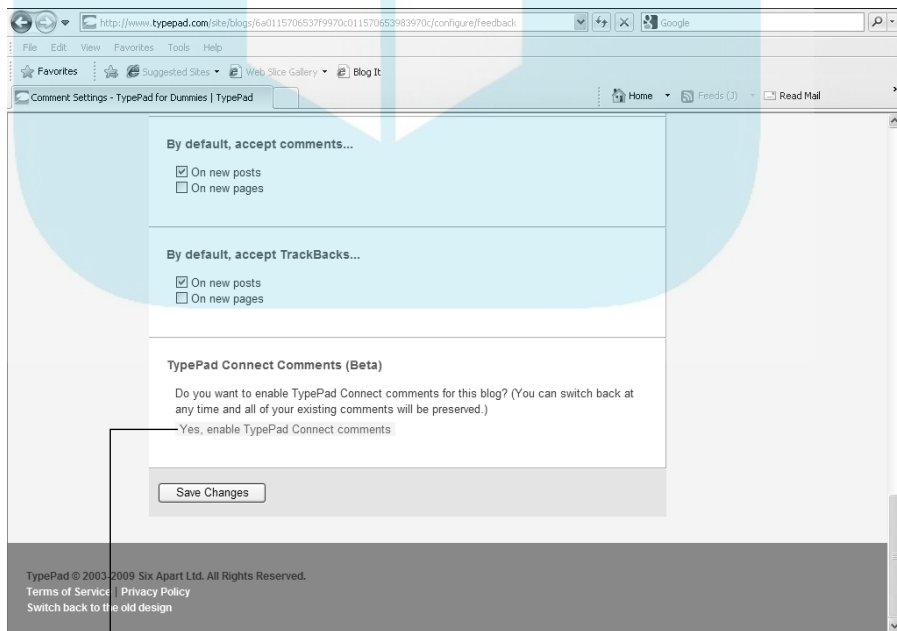 http://www.typepad.com/site/blogs/6a0115706537f9970c011570653983970c/configure/feedback
Google
File Edit View Favorites Tools Help
Favorites Suggested Sites Web Slice Gallery Blog It
Comment Settings - TypePad for Dummies | TypePad
Home Feeds (J) Read Mail
By default, accept comments...
On new posts
On new pages
By default, accept TrackBacks...
On new posts
On new pages
TypePad Connect Comments (Beta)
Do you want to enable TypePad Connect comments for this blog? (You can switch back at
any time and all of your existing comments will be preserved.)
Yes, enable TypePad Connect comments
Save Changes
TypePad © 2003-2009 Six Apart Ltd. All Rights Reserved.
Terms of Service | Privacy Policy
Switch back to the old design